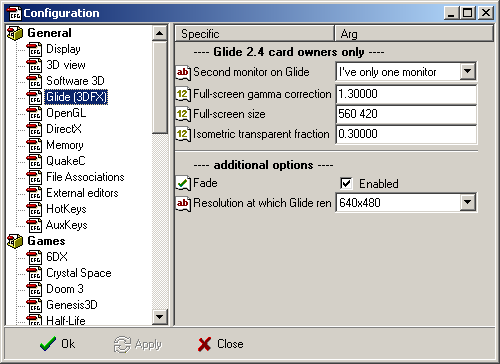 Configuration
General
Display
3D view
Software 3D
Glide (3DFX)
OpenGL
DirectX
Memory
QuakeC
File Associations
External editors
HotKeys
AuxKeys
Games
6DX
Crystal Space
Doom 3
Genesis3D
Half-Life
Specific Arg
---- Glide 2.4 card owners only ----
Second monitor on Glide I've only one monitor
Full-screen gamma correction 1.30000
Full-screen size 560 420
Isometric transparent fraction 0.30000
---- additional options ----
Fade Enabled
Resolution at which Glide ren 640x480
Ok Apply Close